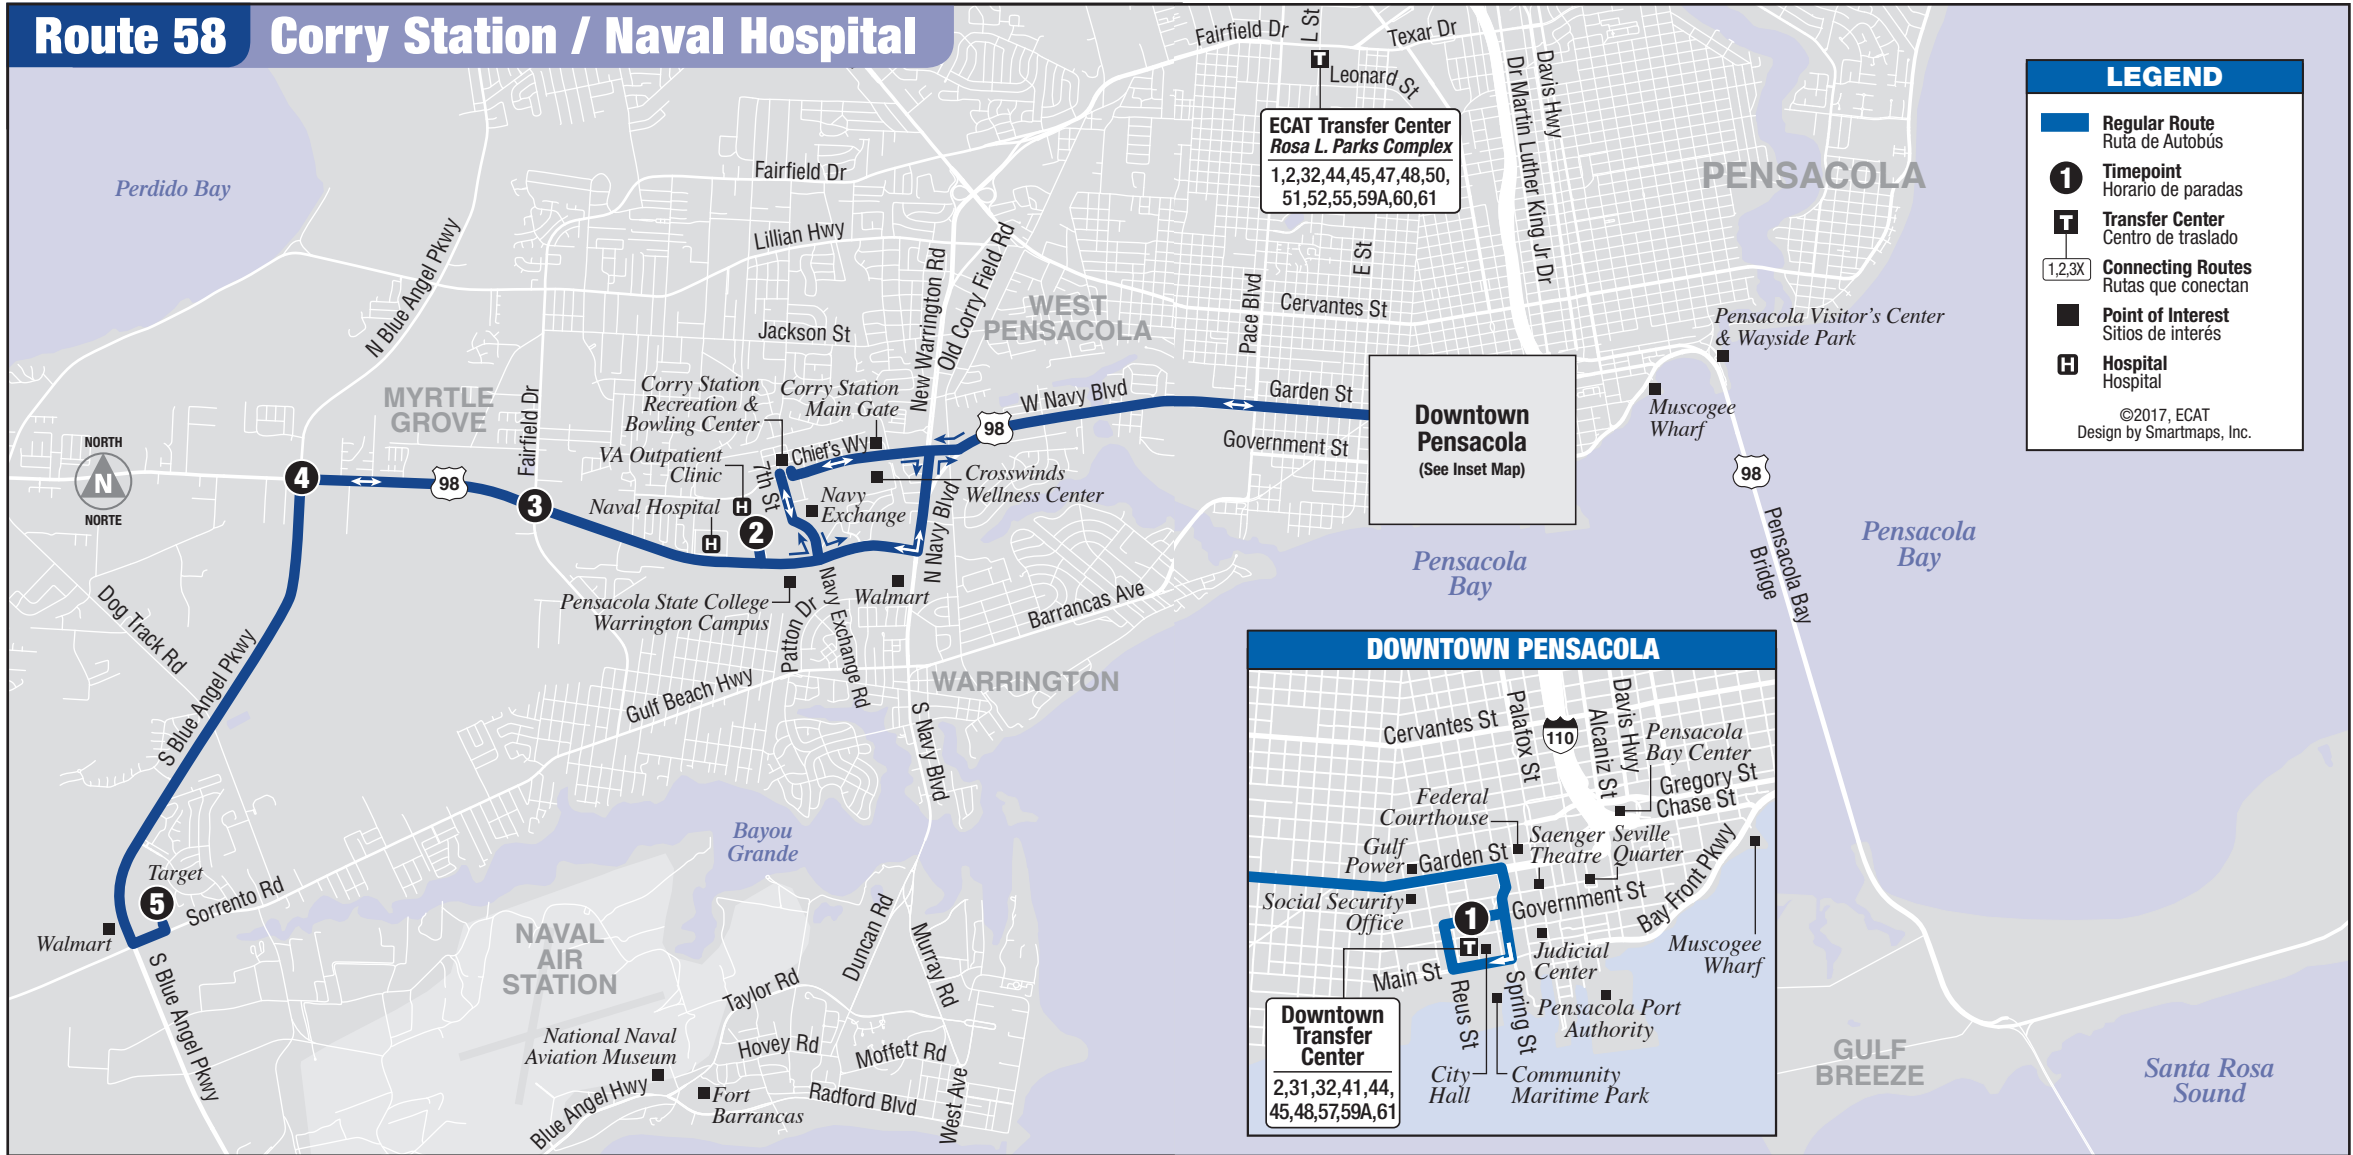 Route 58
Corry Station / Naval Hospital
Fairfield Dr
L St
Texar Dr
T
Leonard St
Davis Hwy
Dr Martin Luther King Jr Dr
ECAT Transfer Center
Rosa L. Parks Complex
1,2,32,44,45,47,48,50,
51,52,55,59A,60,61
PENSACOLA
LEGEND
Regular Route
Ruta de Autobús
1
Timepoint
Horario de paradas
T
Transfer Center
Centro de traslado
1,2,3X
Connecting Routes
Rutas que conectan
Point of Interest
Sitios de interés
H
Hospital
Hospital
©2017, ECAT
Design by Smartmaps, Inc.
Perdido Bay
Fairfield Dr
Lillian Hwy
N Blue Angel Pkwy
New Warrington Rd
Old Corry Field Rd
E St
Pace Blvd
Cervantes St
WEST
PENSACOLA
Jackson St
Pensacola Visitor's Center
& Wayside Park
MYRTLE
GROVE
Fairfield Dr
Corry Station
Recreation &
Bowling Center
Corry Station
Main Gate
W Navy Blvd
98
Garden St
Government St
Downtown
Pensacola
(See Inset Map)
Muscogee
Wharf
NORTH
N
NORTE
VA Outpatient
Clinic
Chief's Wy
7th St
Crosswinds
Wellness Center
Navy
Exchange
Naval Hospital
H
H
N Navy Blvd
4
98
3
2
98
Pensacola Bay
Bridge
Pensacola
Bay
Pensacola
Bay
Dog Track Rd
Pensacola State College
Warrington Campus
Patton Dr
Navy Exchange Rd
Walmart
Barrancas Ave
S Blue Angel Pkwy
Gulf Beach Hwy
WARRINGTON
S Navy Blvd
Bayou
Grande
Target
5
Sorrento Rd
Walmart
S Blue Angel Pkwy
NAVAL
AIR
STATION
Duncan Rd
Murray Rd
Taylor Rd
National Naval
Aviation Museum
Hovey Rd
Moffett Rd
Blue Angel Hwy
Fort
Barrancas
Radford Blvd
West Ave
DOWNTOWN PENSACOLA
Cervantes St
Palafox St
110
Davis Hwy
Alcaniz St
Pensacola
Bay Center
Gregory St
Chase St
Federal
Courthouse
Saenger
Theatre
Seville
Quarter
Gulf
Power
Garden St
Social Security
Office
Government St
Bay Front Pkwy
1
T
Judicial
Center
Muscogee
Wharf
Main St
Reus St
Spring St
Pensacola Port
Authority
Downtown
Transfer
Center
2,31,32,41,44,
45,48,57,59A,61
City
Hall
Community
Maritime Park
GULF
BREEZE
Santa Rosa
Sound